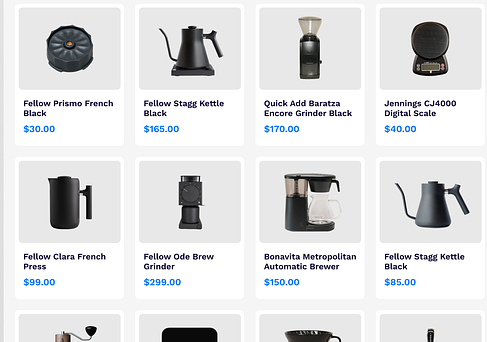 Fellow Prismo French
Black
$30.00
Fellow Stagg Kettle
Black
$165.00
Quick Add Baratza
Encore Grinder Black
$170.00
Jennings CJ4000
Digital Scale
$40.00
Fellow Clara French
Press
$99.00
Fellow Ode Brew
Grinder
$299.00
Bonavita Metropolitan
Automatic Brewer
$150.00
Fellow Stagg Kettle
Black
$85.00